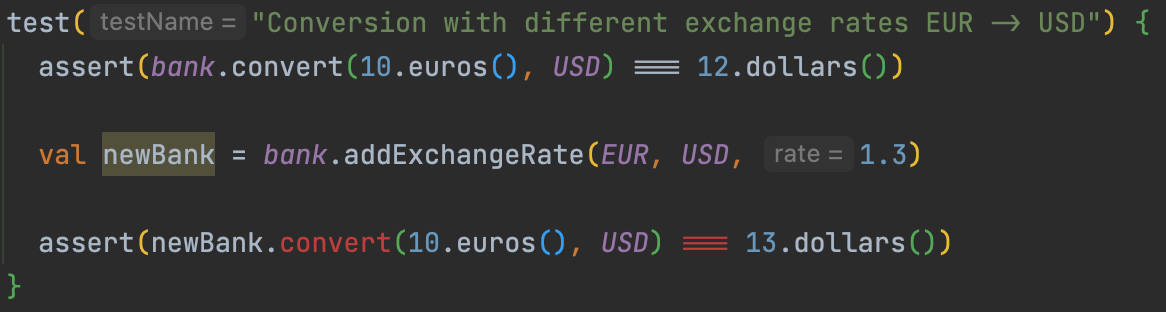 test( testName = "Conversion with different exchange rates EUR -> USD") {
assert(bank.convert(10.euros(), USD) === 12.dollars())
val newBank = bank.addExchangeRate(EUR, USD, rate = 1.3)
assert(newBank.convert(10.euros(), USD) === 13.dollars())
}